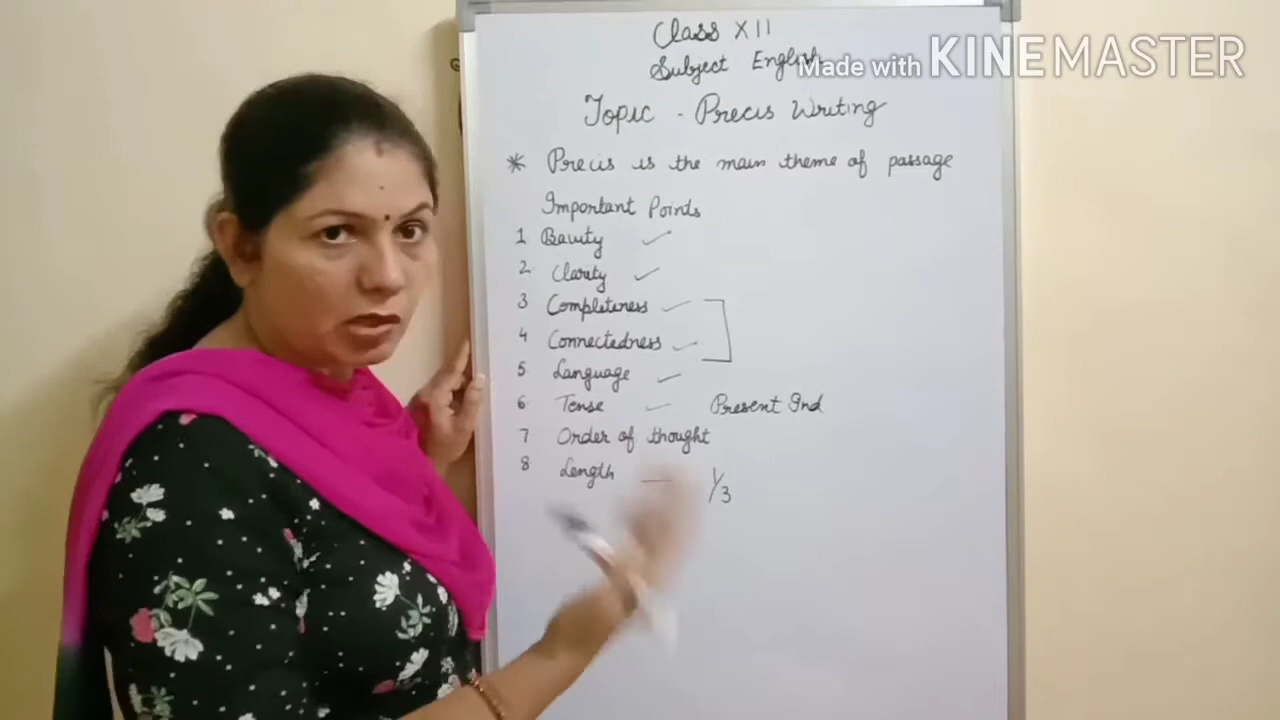 Class XII
Subject English
Made with KINEMASTER
Topic - Precis Writing
* Precis is the main theme of passage
Important Points
1 Bavity
2. Clarity
3 Completeness
4 Connectedness
5 Language
6. Tense Present Ind
7 Order of thought
8 Length 1/3